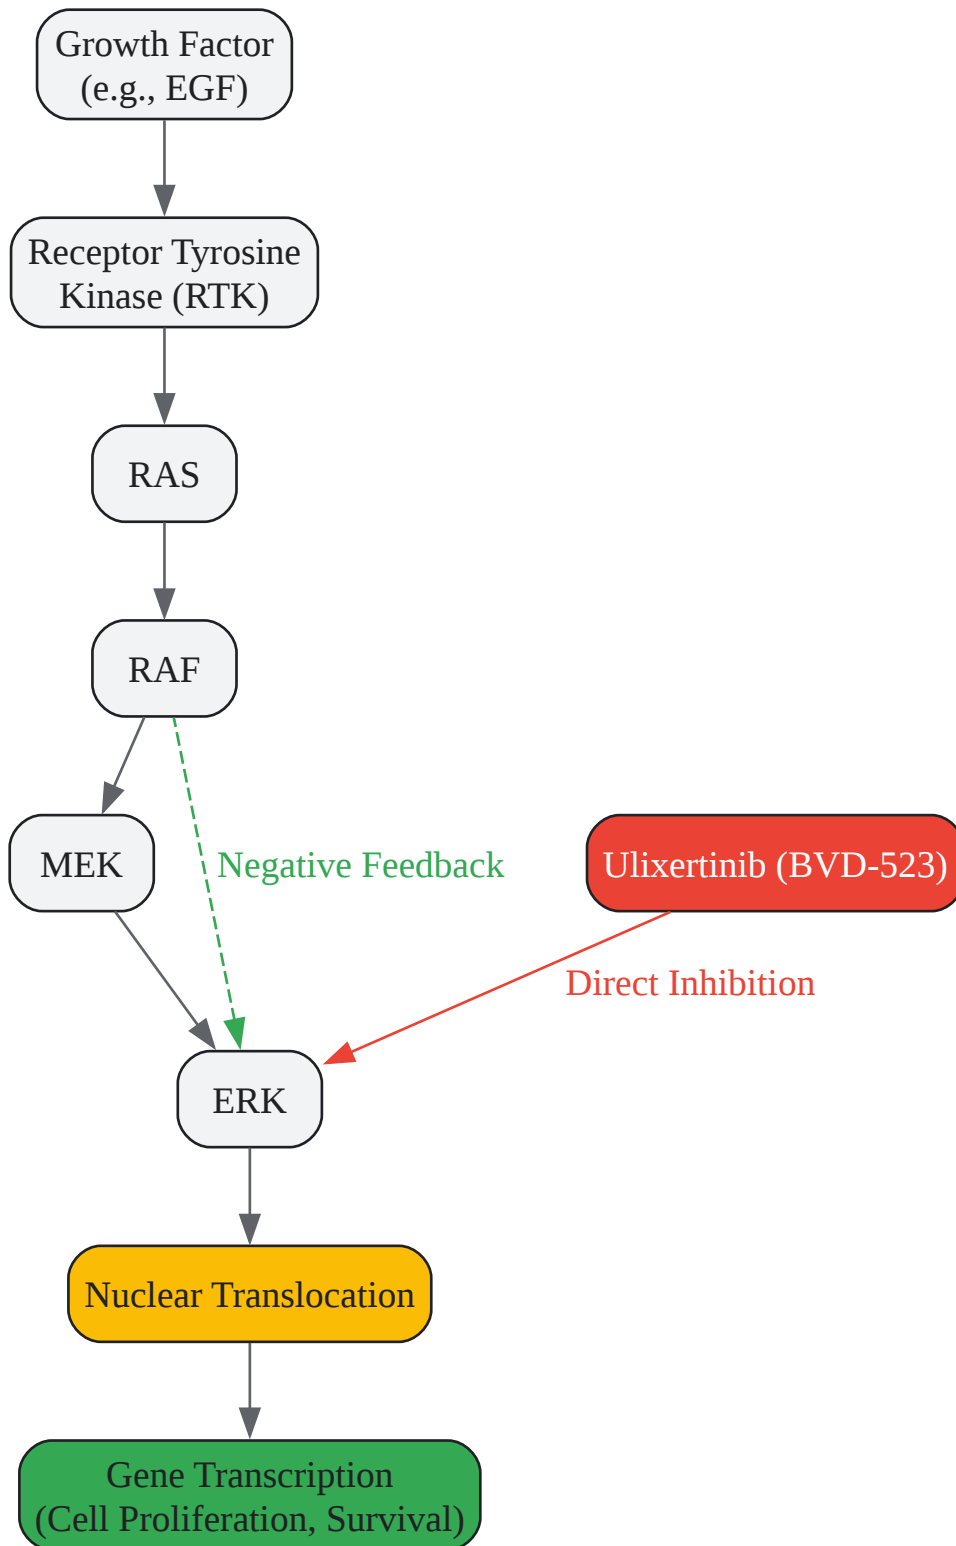 Growth Factor
(e.g., EGF)
Receptor Tyrosine
Kinase (RTK)
RAS
RAF
MEK
Negative Feedback
Ulixertinib (BVD-523)
Direct Inhibition
ERK
Nuclear Translocation
Gene Transcription
(Cell Proliferation, Survival)